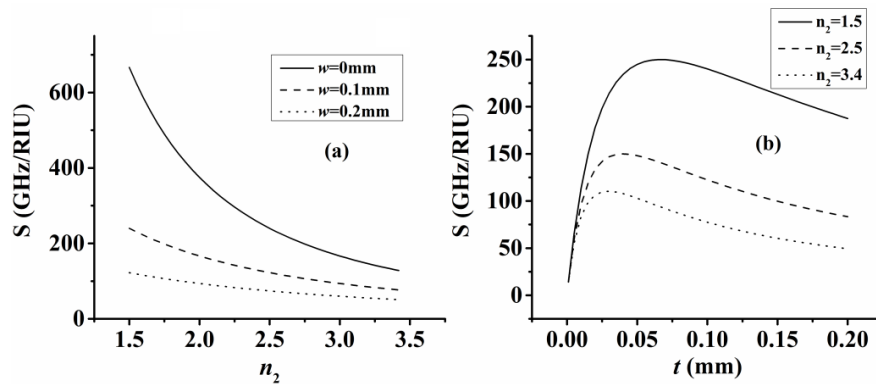 S (GHz/RIU)
600
400
200
0
1.5
2.0
2.5
3.0
3.5
n₂
w=0mm
w=0.1mm
w=0.2mm
(a)
S (GHz/RIU)
250
200
150
100
50
0
0.00
0.05
0.10
0.15
0.20
t (mm)
n₂=1.5
n₂=2.5
n₂=3.4
(b)